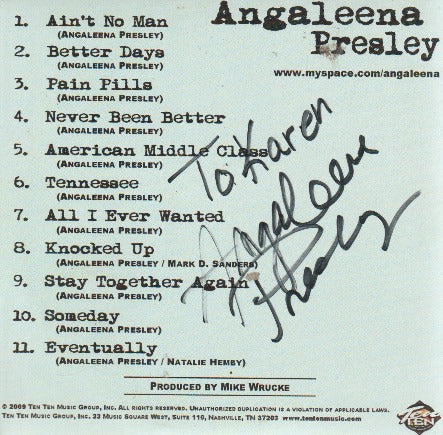 Angaleena
Presley
www.myspace.com/angaleena
1. Ain't No Man
(Angaleena Presley)
2. Better Days
(Angaleena Presley)
3. Pain Pills
(Angaleena Presley)
4. Never Been Better
(Angaleena Presley)
5. American Middle Class
(Angaleena Presley)
6. Tennessee
(Angaleena Presley)
7. All I Ever Wanted
(Angaleena Presley)
8. Knocked Up
(Angaleena Presley / Mark D. Sanders)
9. Stay Together Again
(Angaleena Presley)
10. Someday
(Angaleena Presley)
11. Eventually
(Angaleena Presley / Natalie Hemby)
To Karen
Angaleena
Presley
Produced by Mike Wrucke
© 2009 Ten Ten Music Group, Inc. All rights reserved. Unauthorized duplication is a violation of applicable laws.
Ten Ten Music Group, Inc. 33 Music Square West, Suite 110, Nashville, TN 37203 www.tentenmusic.com
Ten
TEN